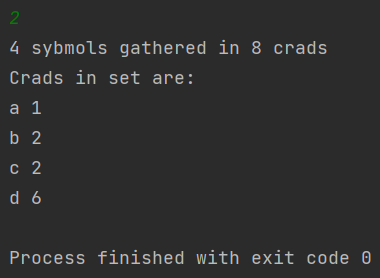 2
4 sybmols gathered in 8 crads
Crads in set are:
a 1
b 2
c 2
d 6
Process finished with exit code 0